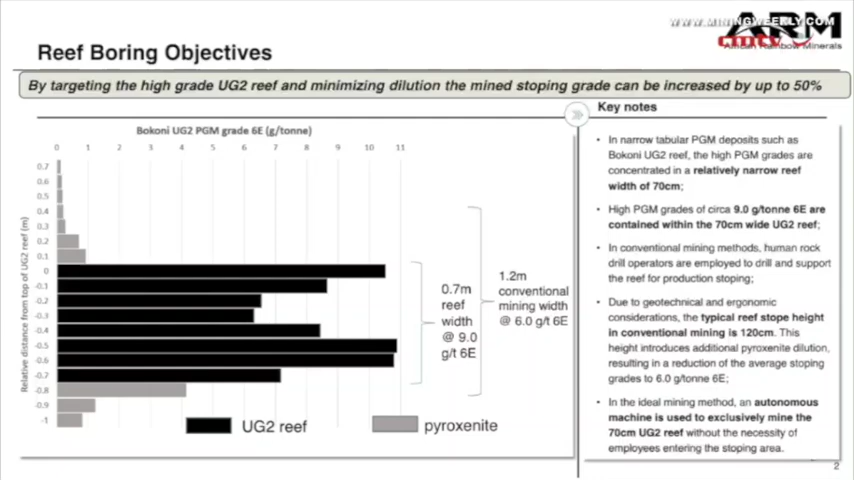 WWW.MININGWEEKLY.COM
ARM
cmtv
African Rainbow Minerals
Reef Boring Objectives
By targeting the high grade UG2 reef and minimizing dilution the mined stoping grade can be increased by up to 50%
Bokoni UG2 PGM grade 6E (g/tonne)
0 1 2 3 4 5 6 7 8 9 10 11
Relative distance from top of UG2 reef (m)
0.7
0.6
0.5
0.4
0.3
0.2
0.1
0
-0.1
-0.2
-0.3
-0.4
-0.5
-0.6
-0.7
-0.8
-0.9
-1
0.7m
reef
width
@ 9.0
g/t 6E
1.2m
conventional
mining width
@ 6.0 g/t 6E
UG2 reef
pyroxenite
Key notes
• In narrow tabular PGM deposits such as
Bokoni UG2 reef, the high PGM grades are
concentrated in a relatively narrow reef
width of 70cm;
• High PGM grades of circa 9.0 g/tonne 6E are
contained within the 70cm wide UG2 reef;
• In conventional mining methods, human rock
drill operators are employed to drill and support
the reef for production stoping;
• Due to geotechnical and ergonomic
considerations, the typical reef stope height
in conventional mining is 120cm. This
height introduces additional pyroxenite dilution,
resulting in a reduction of the average stoping
grades to 6.0 g/tonne 6E;
• In the ideal mining method, an autonomous
machine is used to exclusively mine the
70cm UG2 reef without the necessity of
employees entering the stoping area.
2